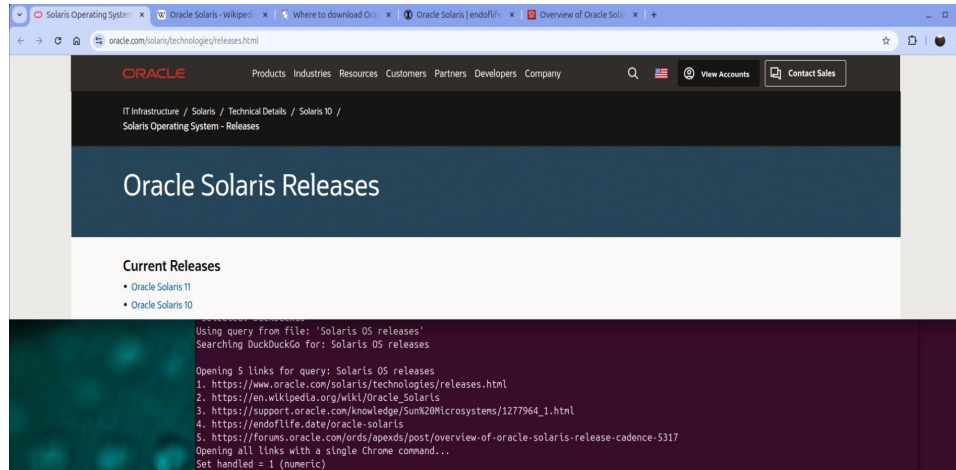 Solaris Operating System
Oracle Solaris - Wikipedi
Where to download Orac
Oracle Solaris | endoflife
Overview of Oracle Sola
oracle.com/solaris/technologies/releases.html
ORACLE
Products Industries Resources Customers Partners Developers Company
View Accounts
Contact Sales
IT Infrastructure / Solaris / Technical Details / Solaris 10 /
Solaris Operating System - Releases
Oracle Solaris Releases
Current Releases
• Oracle Solaris 11
• Oracle Solaris 10
Using query from file: 'Solaris OS releases'
Searching DuckDuckGo for: Solaris OS releases
Opening 5 links for query: Solaris OS releases
1. https://www.oracle.com/solaris/technologies/releases.html
2. https://en.wikipedia.org/wiki/Oracle_Solaris
3. https://support.oracle.com/knowledge/Sun%20Microsystems/1277964_1.html
4. https://endoflife.date/oracle-solaris
5. https://forums.oracle.com/ords/apexds/post/overview-of-oracle-solaris-release-cadence-5317
Opening all links with a single Chrome command...
Set handled = 1 (numeric)